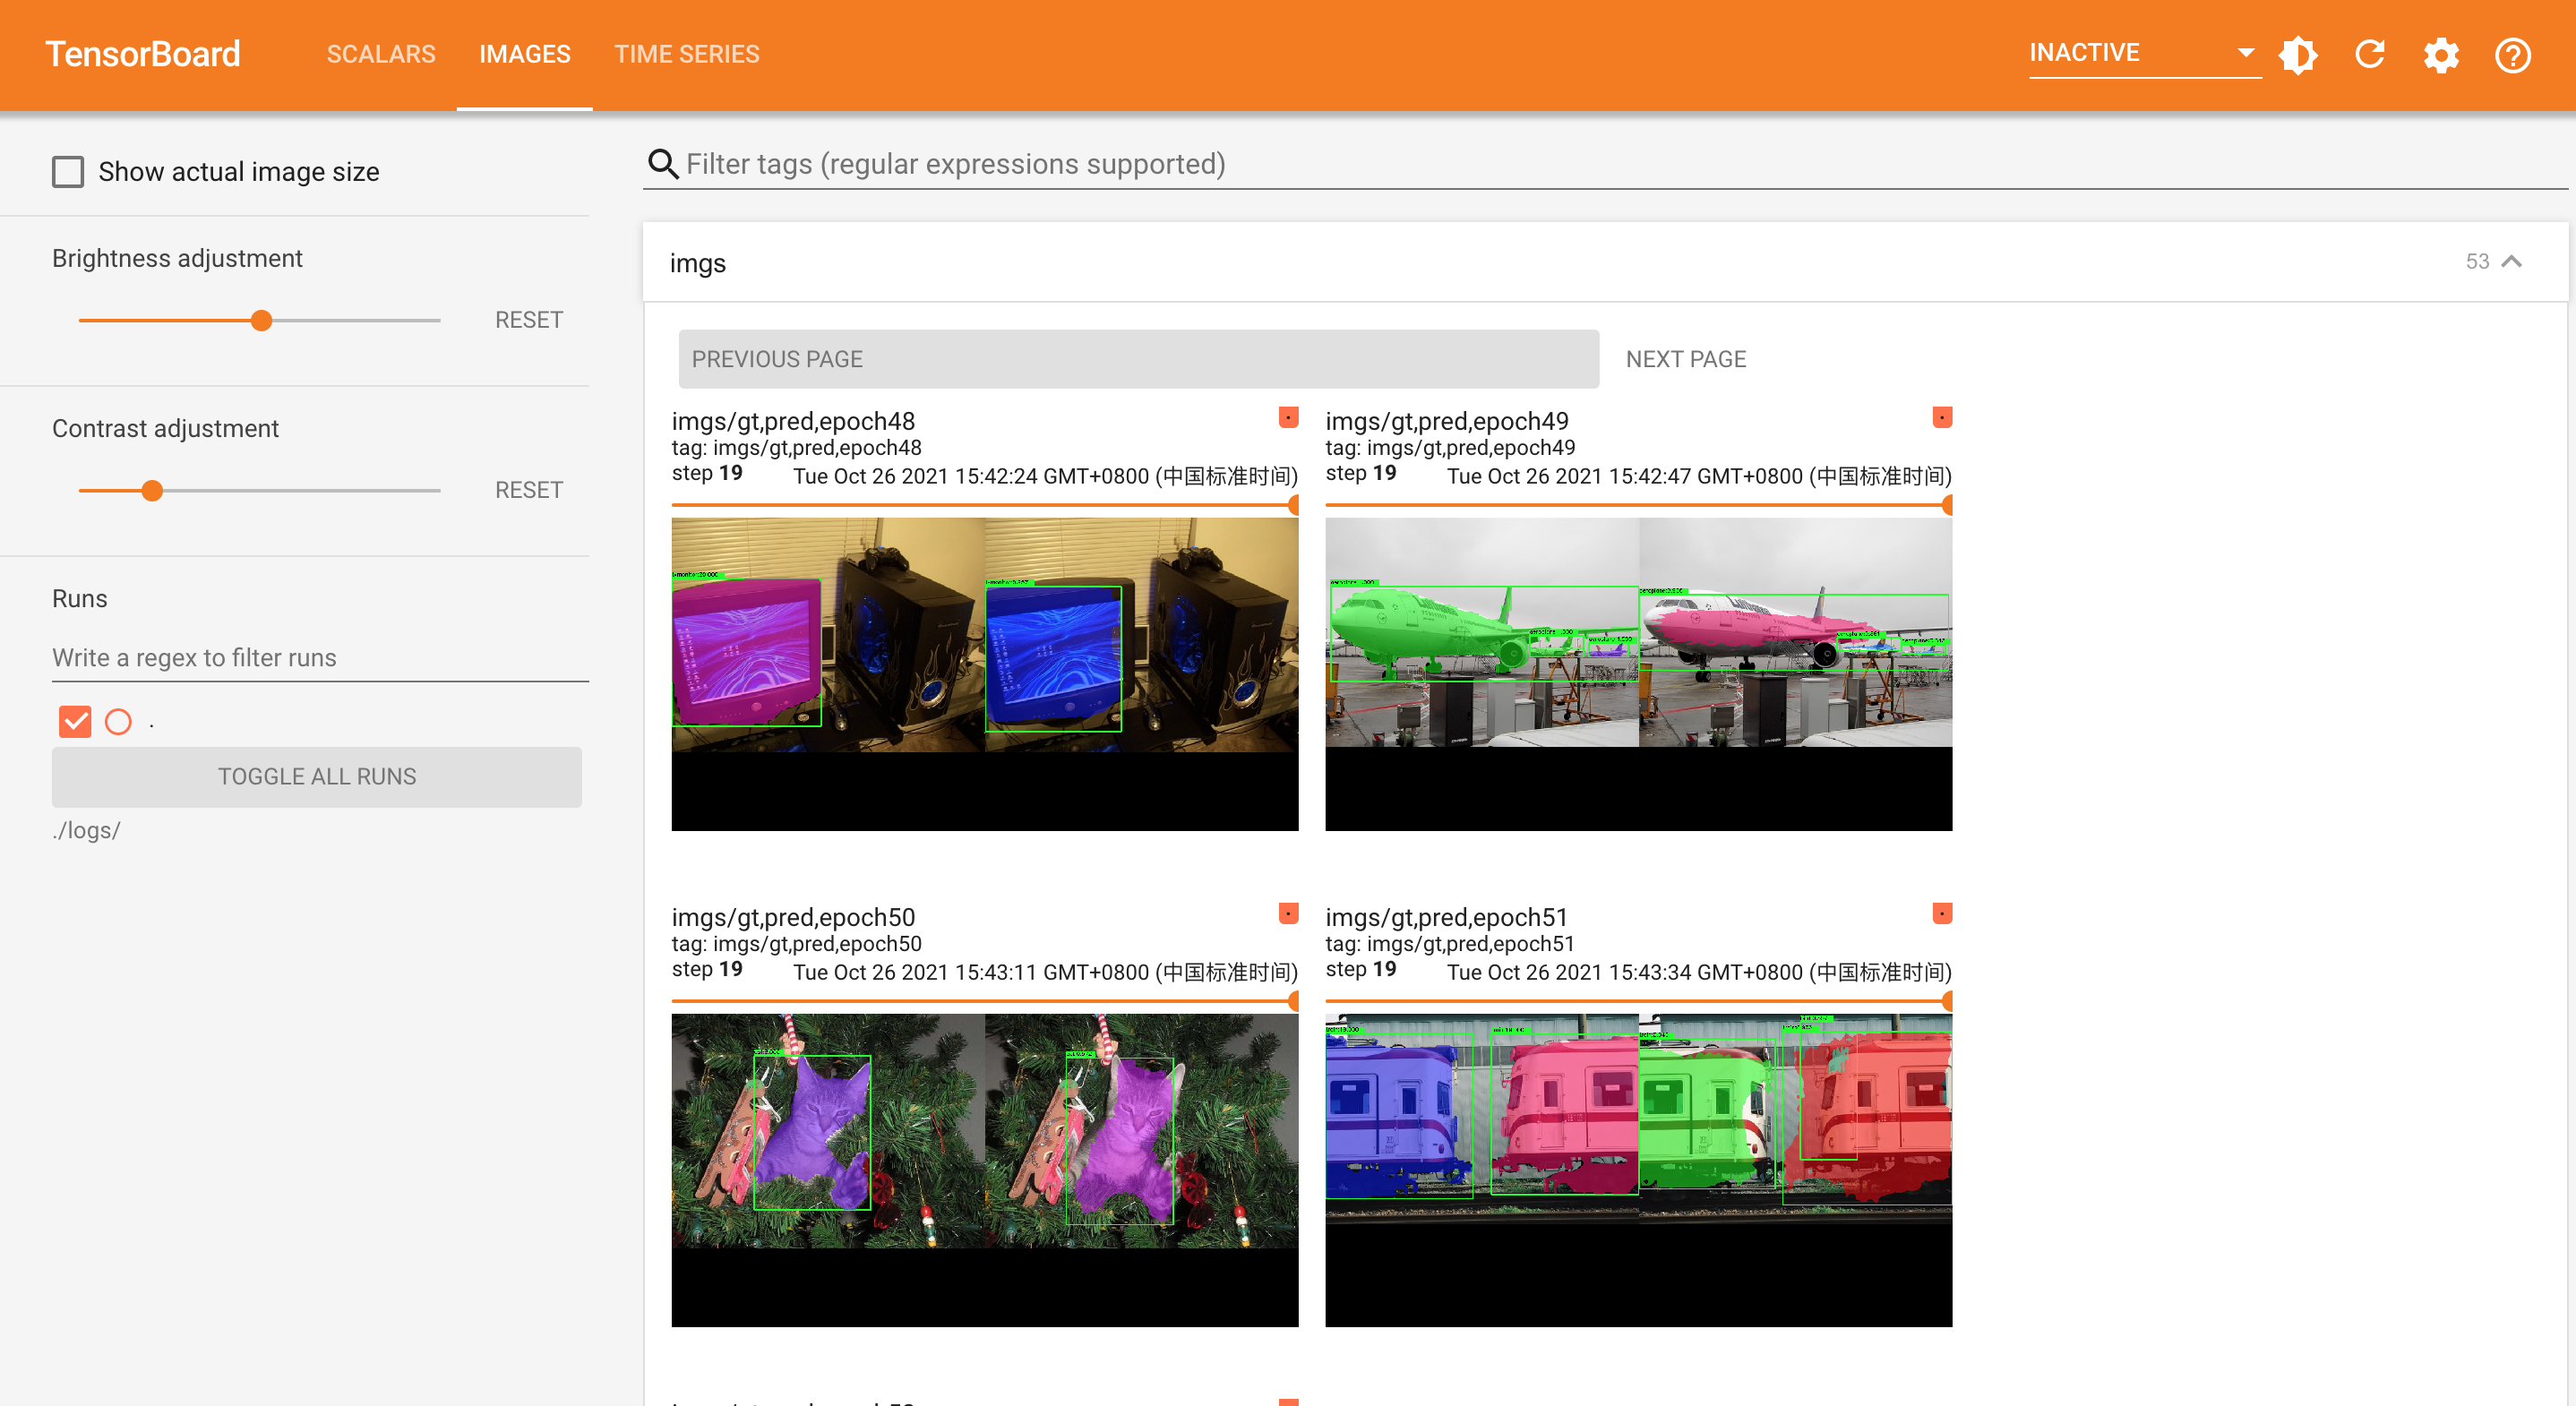 TensorBoard
SCALARS
IMAGES
TIME SERIES
INACTIVE
Show actual image size
Brightness adjustment
RESET
Contrast adjustment
RESET
Runs
Write a regex to filter runs
.
TOGGLE ALL RUNS
./logs/
Filter tags (regular expressions supported)
imgs
53
PREVIOUS PAGE
NEXT PAGE
imgs/gt,pred,epoch48
tag: imgs/gt,pred,epoch48
step 19 Tue Oct 26 2021 15:42:24 GMT+0800 (中国标准时间)
imgs/gt,pred,epoch49
tag: imgs/gt,pred,epoch49
step 19 Tue Oct 26 2021 15:42:47 GMT+0800 (中国标准时间)
imgs/gt,pred,epoch50
tag: imgs/gt,pred,epoch50
step 19 Tue Oct 26 2021 15:43:11 GMT+0800 (中国标准时间)
imgs/gt,pred,epoch51
tag: imgs/gt,pred,epoch51
step 19 Tue Oct 26 2021 15:43:34 GMT+0800 (中国标准时间)